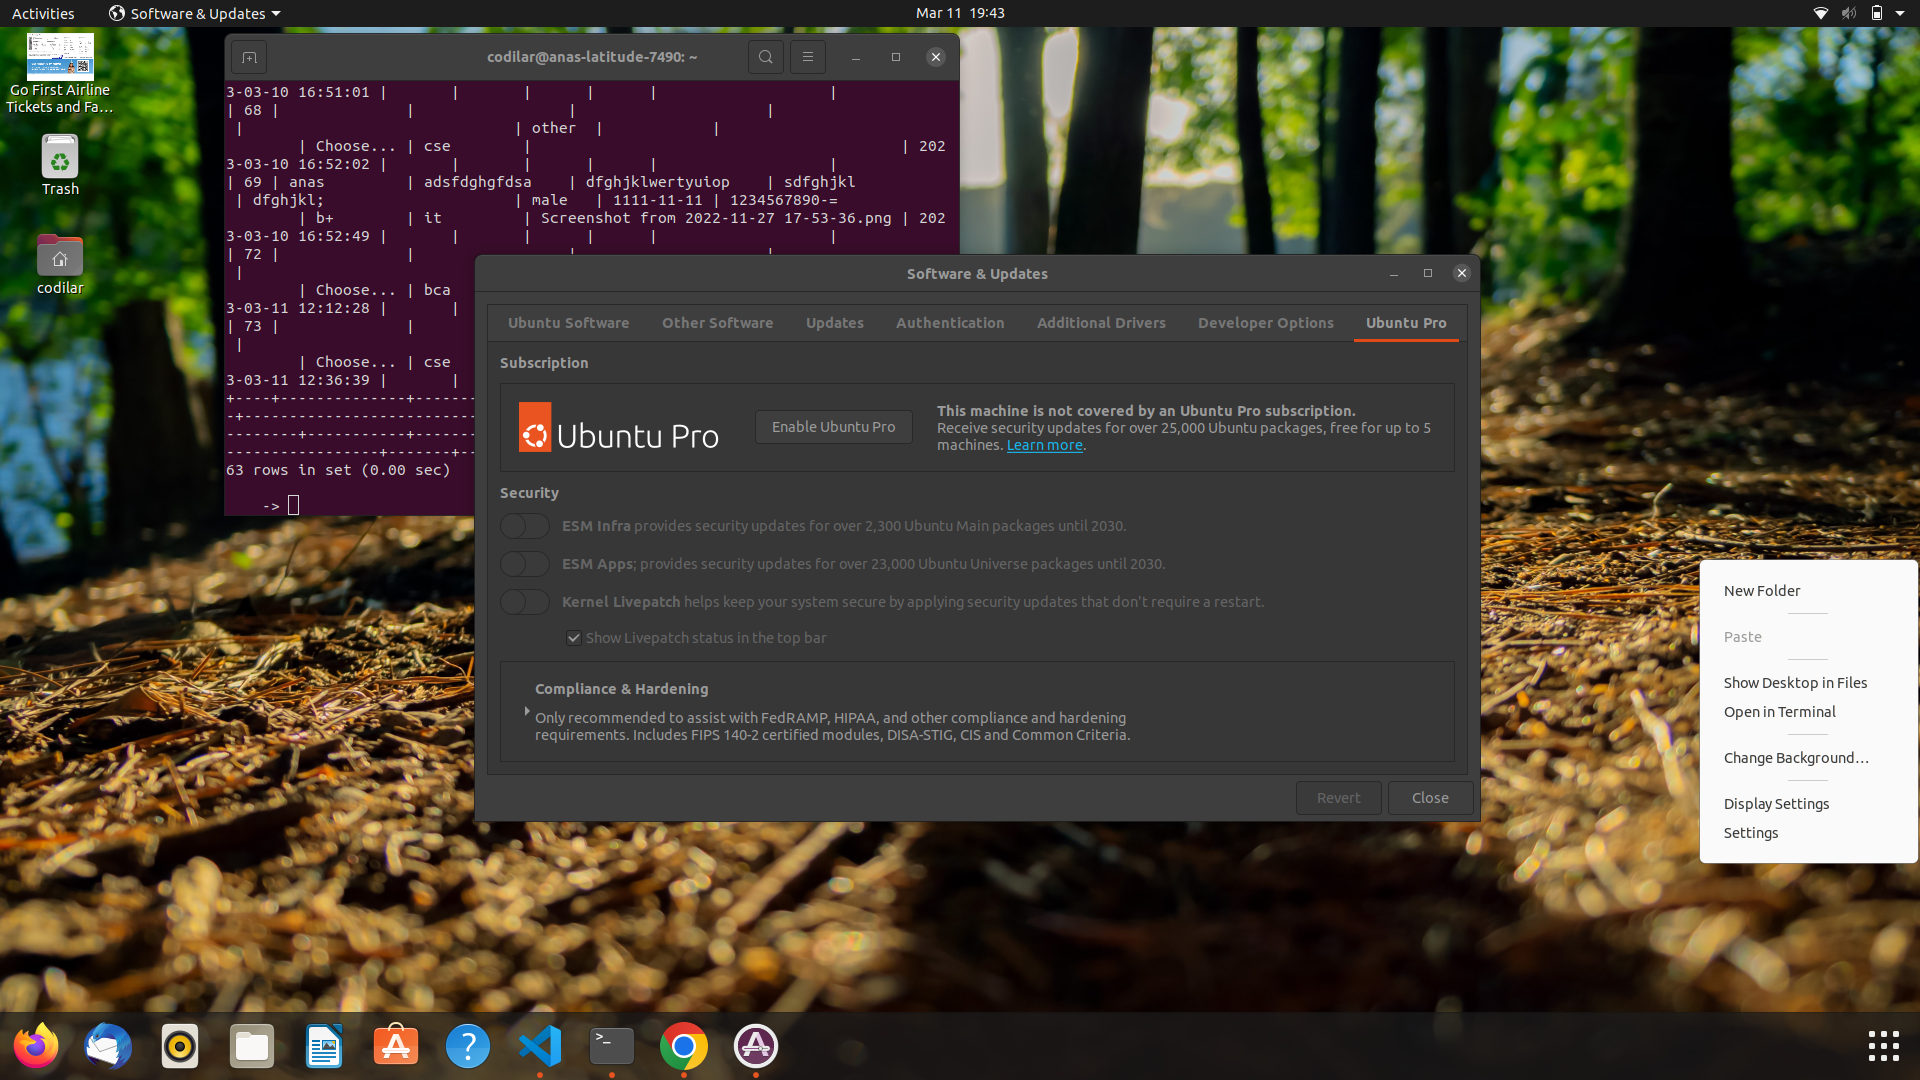 Activities
Software & Updates
Mar 11 19:43
Go First Airline
Tickets and Fa…
Trash
codilar
codilar@anas-latitude-7490: ~
3-03-10 16:51:01 | | | | | |
| 68 | | | |
| | other | |
| Choose... | cse | | 202
3-03-10 16:52:02 | | | | | |
| 69 | anas | adsfdghgfdsa | dfghjklwertyuiop | sdfghjkl
| dfghjkl; | male | 1111-11-11 | 1234567890-=
| b+ | it | Screenshot from 2022-11-27 17-53-36.png | 202
3-03-10 16:52:49 | | | | | |
| 72 | | | |
|
| Choose... | bca
3-03-11 12:12:28 | |
| 73 | |
|
| Choose... | cse
3-03-11 12:36:39 | |
+----+--------------+-------
-+--------------------------
--------+-----------+-------
-----------------+-------+--
63 rows in set (0.00 sec)
->
Software & Updates
Ubuntu Software
Other Software
Updates
Authentication
Additional Drivers
Developer Options
Ubuntu Pro
Subscription
Ubuntu Pro
Enable Ubuntu Pro
This machine is not covered by an Ubuntu Pro subscription.
Receive security updates for over 25,000 Ubuntu packages, free for up to 5
machines. Learn more.
Security
ESM Infra provides security updates for over 2,300 Ubuntu Main packages until 2030.
ESM Apps; provides security updates for over 23,000 Ubuntu Universe packages until 2030.
Kernel Livepatch helps keep your system secure by applying security updates that don't require a restart.
Show Livepatch status in the top bar
Compliance & Hardening
Only recommended to assist with FedRAMP, HIPAA, and other compliance and hardening
requirements. Includes FIPS 140-2 certified modules, DISA-STIG, CIS and Common Criteria.
Revert
Close
New Folder
Paste
Show Desktop in Files
Open in Terminal
Change Background…
Display Settings
Settings